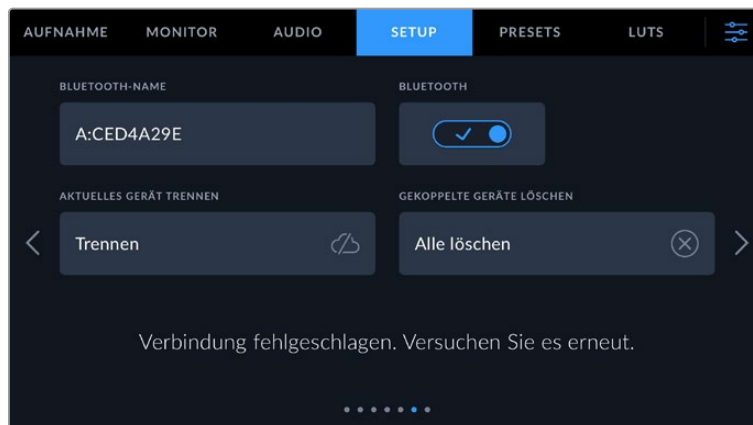 AUFNAHME MONITOR AUDIO SETUP PRESETS LUTS
BLUETOOTH-NAME BLUETOOTH
A:CED4A29E
AKTUELLES GERÄT TRENNEN GEKOPPELTE GERÄTE LÖSCHEN
Trennen Alle löschen
Verbindung fehlgeschlagen. Versuchen Sie es erneut.